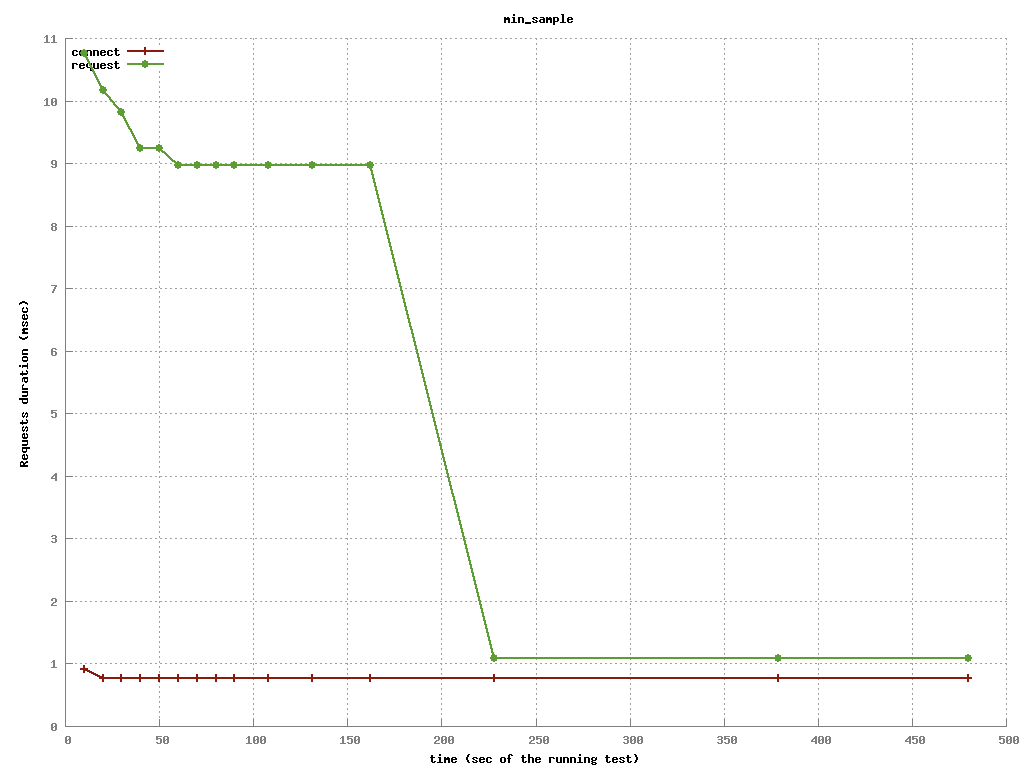 min_sample
connect
request
11
10
9
8
7
6
5
4
3
2
1
0
Requests duration (msec)
0 50 100 150 200 250 300 350 400 450 500
time (sec of the running test)